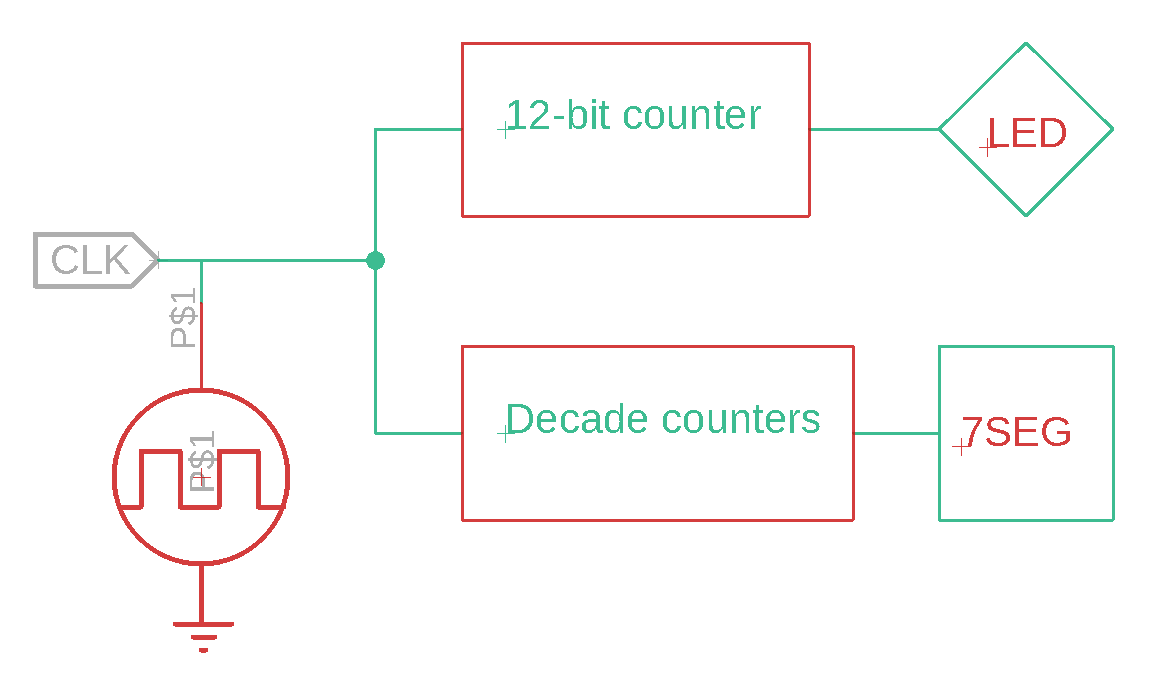 12-bit counter
LED
CLK
P$1
P$1
Decade counters
7SEG